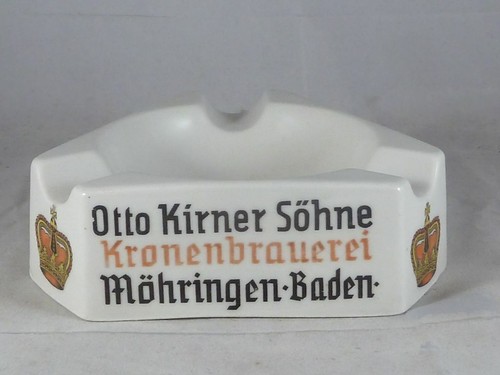 Otto Kirner Söhne
Kronenbrauerei
Möhringen·Baden·